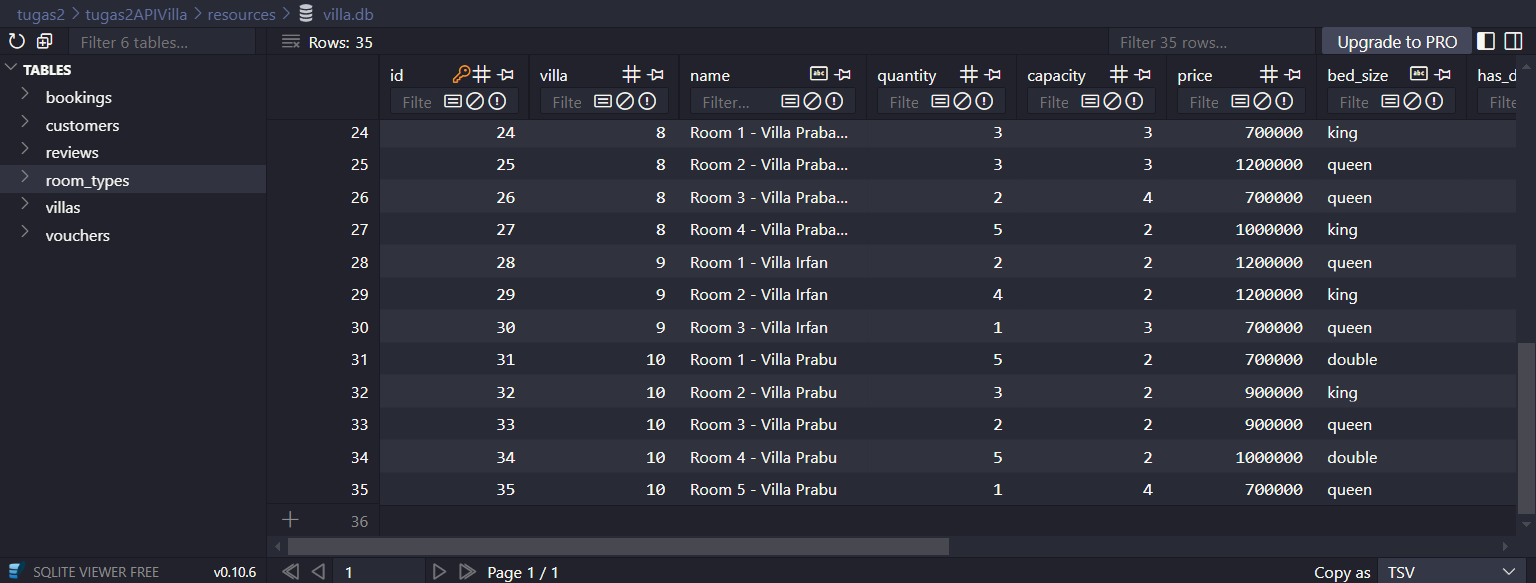 tugas2 > tugas2APIVilla > resources > villa.db
Filter 6 tables...
Rows: 35
Filter 35 rows...
Upgrade to PRO
TABLES
bookings
customers
reviews
room_types
villas
vouchers
id villa name quantity capacity price bed_size has_d
Filte Filte Filter... Filte Filte Filte Filte Filte
24 24 8 Room 1 - Villa Praba... 3 3 700000 king
25 25 8 Room 2 - Villa Praba... 3 3 1200000 queen
26 26 8 Room 3 - Villa Praba... 2 4 700000 queen
27 27 8 Room 4 - Villa Praba... 5 2 1000000 king
28 28 9 Room 1 - Villa Irfan 2 2 1200000 queen
29 29 9 Room 2 - Villa Irfan 4 2 1200000 king
30 30 9 Room 3 - Villa Irfan 1 3 700000 queen
31 31 10 Room 1 - Villa Prabu 5 2 700000 double
32 32 10 Room 2 - Villa Prabu 3 2 900000 king
33 33 10 Room 3 - Villa Prabu 2 2 900000 queen
34 34 10 Room 4 - Villa Prabu 5 2 1000000 double
35 35 10 Room 5 - Villa Prabu 1 4 700000 queen
36
SQLITE VIEWER FREE v0.10.6
1
Page 1 / 1
Copy as TSV